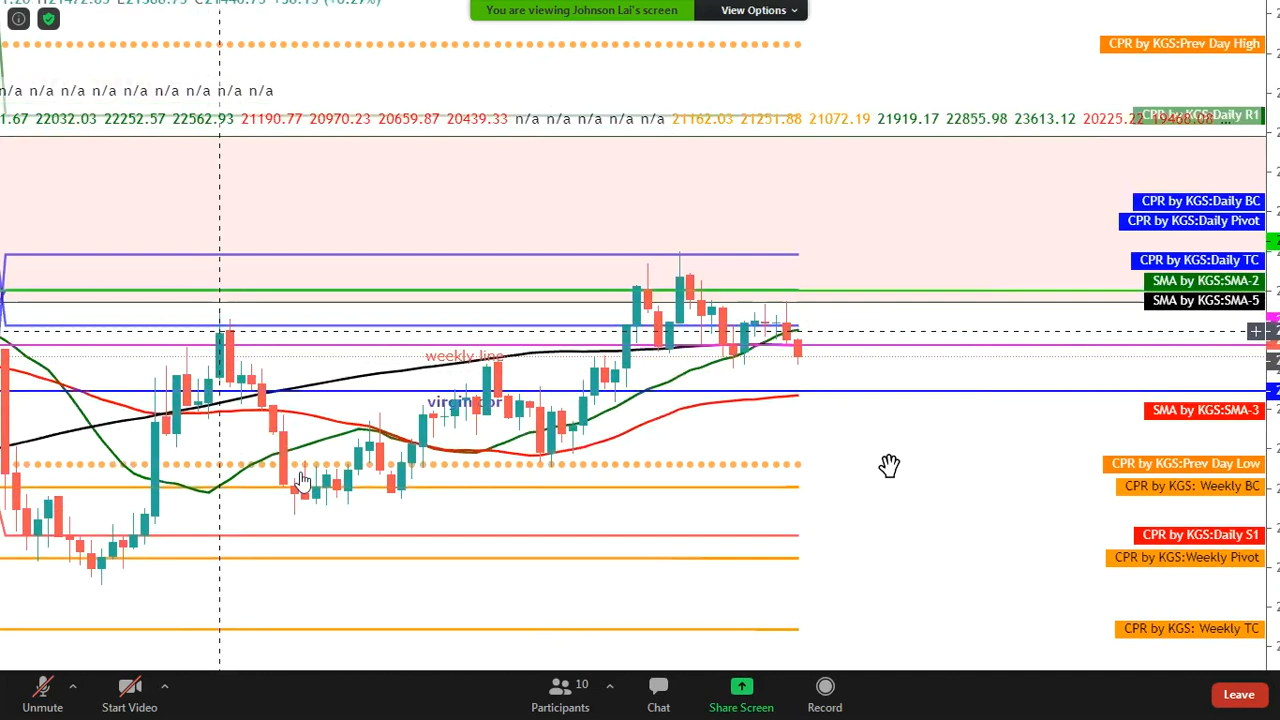 You are viewing Johnson Lai's screen
View Options
CPR by KGS:Prev Day High
n/a n/a n/a n/a n/a n/a n/a n/a n/a
1.67 22032.03 22252.57 22562.93 21190.77 20970.23 20659.87 20439.33 n/a n/a n/a n/a n/a 21162.03 21251.88 21072.19 21919.17 22855.98 23613.12 20225.22 19468.08 ...
CPR by KGS:Daily R1
CPR by KGS:Daily BC
CPR by KGS:Daily Pivot
CPR by KGS:Daily TC
SMA by KGS:SMA-2
SMA by KGS:SMA-5
weekly line
SMA by KGS:SMA-3
CPR by KGS:Prev Day Low
CPR by KGS: Weekly BC
CPR by KGS:Daily S1
CPR by KGS:Weekly Pivot
CPR by KGS: Weekly TC
Unmute
Start Video
Participants
10
Chat
Share Screen
Record
Leave